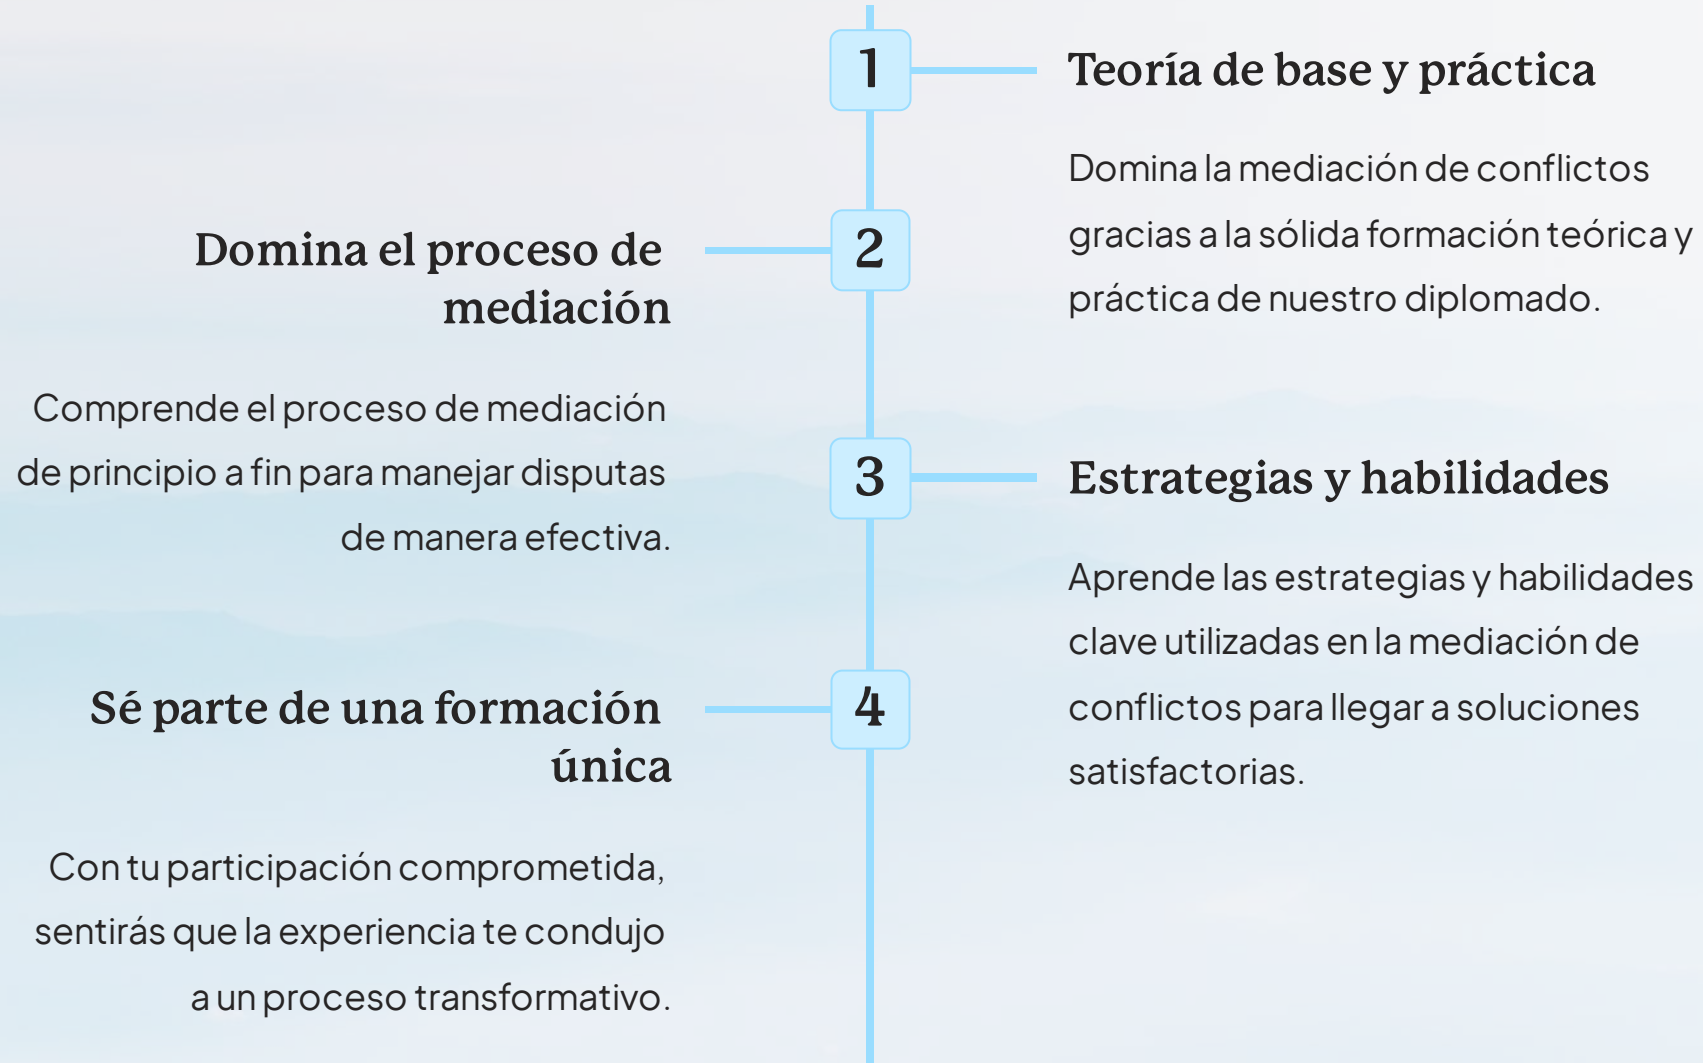 1
Teoría de base y práctica
Domina la mediación de conflictos
gracias a la sólida formación teórica y
práctica de nuestro diplomado.
2
Domina el proceso de
mediación
Comprende el proceso de mediación
de principio a fin para manejar disputas
de manera efectiva.
3
Estrategias y habilidades
Aprende las estrategias y habilidades
clave utilizadas en la mediación de
conflictos para llegar a soluciones
satisfactorias.
4
Sé parte de una formación
única
Con tu participación comprometida,
sentirás que la experiencia te condujo
a un proceso transformativo.